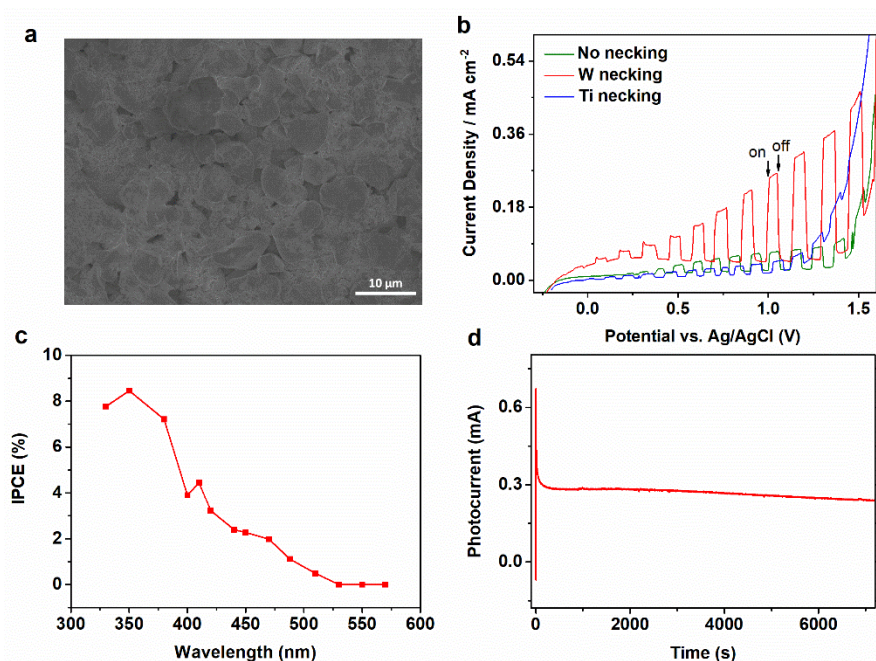 a
10 μm
b
No necking
W necking
Ti necking
on
off
0.54
0.36
0.18
0.00
Current Density / mA cm⁻²
0.0
0.5
1.0
1.5
Potential vs. Ag/AgCl (V)
c
10
8
6
4
2
0
IPCE (%)
300
350
400
450
500
550
600
Wavelength (nm)
d
0.6
0.3
0.0
Photocurrent (mA)
0
2000
4000
6000
Time (s)